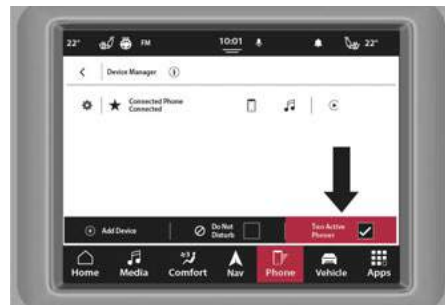 22° FM 10:01 22°
Device Manager
Connected Phone
Connected
Add Device
Do Not
Disturb
Two Active
Phones
Home Media Comfort Nav Phone Vehicle Apps